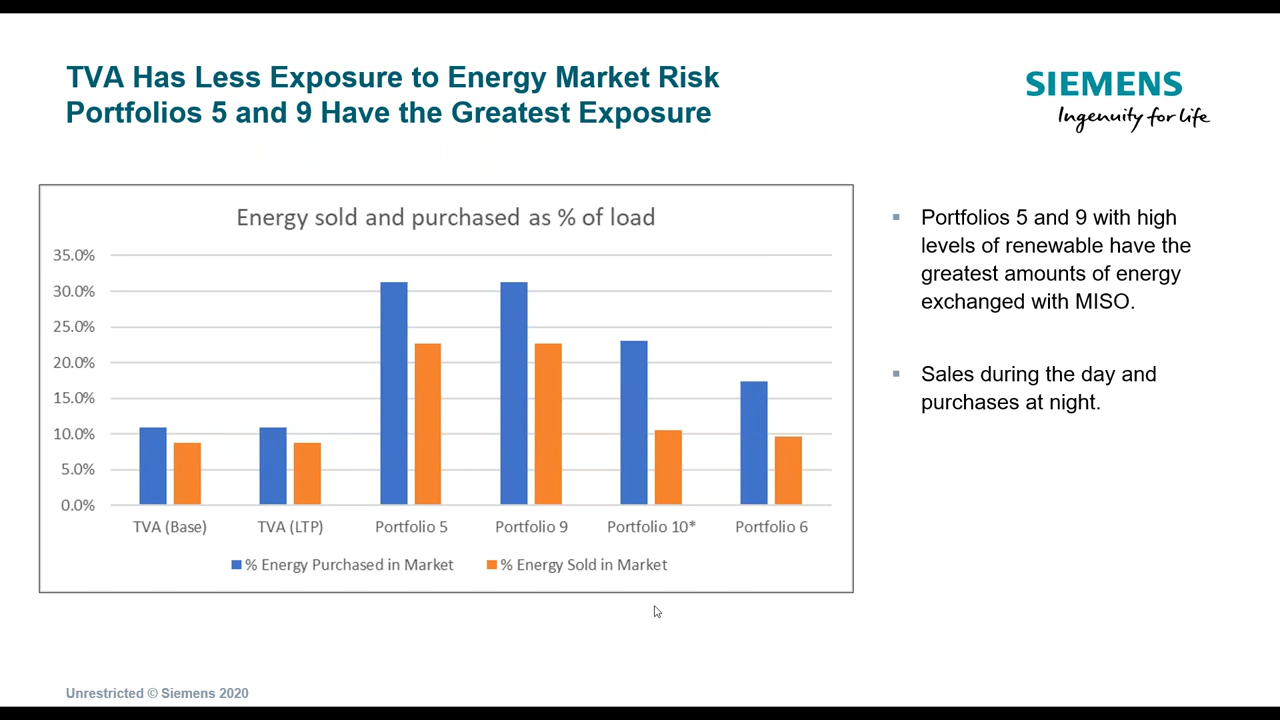 TVA Has Less Exposure to Energy Market Risk
Portfolios 5 and 9 Have the Greatest Exposure
SIEMENS
Ingenuity for life
Energy sold and purchased as % of load
35.0%
30.0%
25.0%
20.0%
15.0%
10.0%
5.0%
0.0%
TVA (Base) TVA (LTP) Portfolio 5 Portfolio 9 Portfolio 10* Portfolio 6
% Energy Purchased in Market % Energy Sold in Market
Portfolios 5 and 9 with high
levels of renewable have the
greatest amounts of energy
exchanged with MISO.
Sales during the day and
purchases at night.
Unrestricted © Siemens 2020